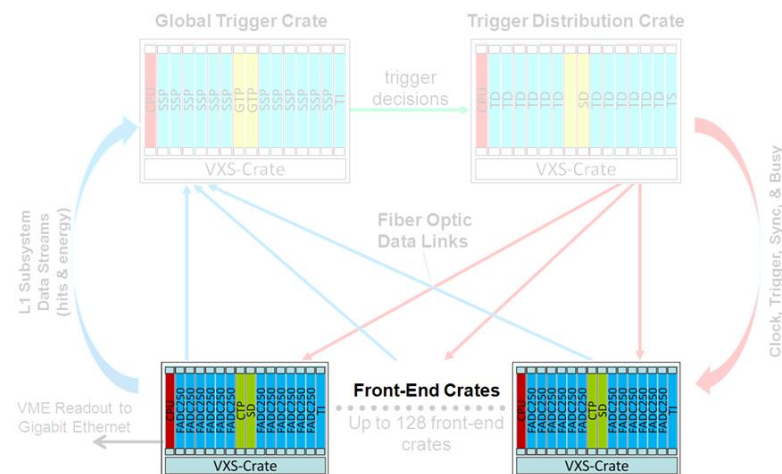 Global Trigger Crate
Trigger Distribution Crate
CPU
SSP
SSP
SSP
SSP
SSP
SSP
GTP
GTP
SSP
SSP
SSP
SSP
SSP
SSP
TI
VXS-Crate
trigger
decisions
CPU
TD
TD
TD
TD
TD
TD
SD
TD
TD
TD
TD
TD
TD
TS
VXS-Crate
L1 Subsystem
Data Streams
(hits & energy)
Fiber Optic
Data Links
Clock, Trigger, Sync, & Busy
VME Readout to
Gigabit Ethernet
CPU
FADC250
FADC250
FADC250
FADC250
FADC250
FADC250
CTP
SD
FADC250
FADC250
FADC250
FADC250
FADC250
FADC250
TI
VXS-Crate
Front-End Crates
Up to 128 front-end
crates
CPU
FADC250
FADC250
FADC250
FADC250
FADC250
FADC250
CTP
SD
FADC250
FADC250
FADC250
FADC250
FADC250
FADC250
TI
VXS-Crate